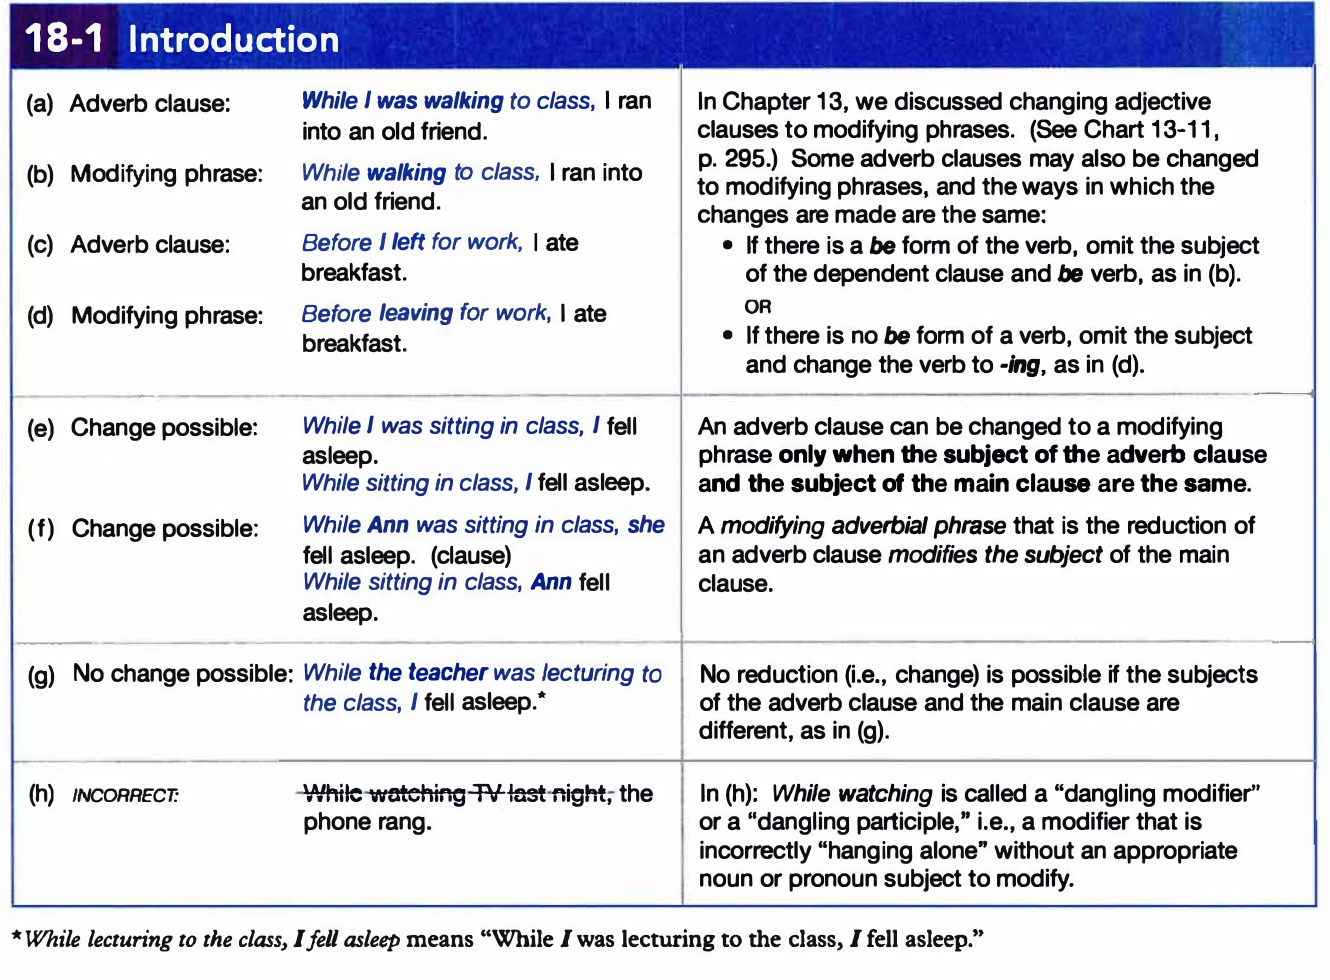 18-1 Introduction
(a) Adverb clause: While I was walking to class, I ran
into an old friend.
(b) Modifying phrase: While walking to class, I ran into
an old friend.
(c) Adverb clause: Before I left for work, I ate
breakfast.
(d) Modifying phrase: Before leaving for work, I ate
breakfast.
In Chapter 13, we discussed changing adjective
clauses to modifying phrases. (See Chart 13-11,
p. 295.) Some adverb clauses may also be changed
to modifying phrases, and the ways in which the
changes are made are the same:
• If there is a be form of the verb, omit the subject
of the dependent clause and be verb, as in (b).
OR
• If there is no be form of a verb, omit the subject
and change the verb to -ing, as in (d).
(e) Change possible: While I was sitting in class, I fell
asleep.
While sitting in class, I fell asleep.
(f) Change possible: While Ann was sitting in class, she
fell asleep. (clause)
While sitting in class, Ann fell
asleep.
An adverb clause can be changed to a modifying
phrase only when the subject of the adverb clause
and the subject of the main clause are the same.
A modifying adverbial phrase that is the reduction of
an adverb clause modifies the subject of the main
clause.
(g) No change possible: While the teacher was lecturing to
the class, I fell asleep.*
No reduction (i.e., change) is possible if the subjects
of the adverb clause and the main clause are
different, as in (g).
(h) INCORRECT: While watching TV last night, the
phone rang.
In (h): While watching is called a “dangling modifier”
or a “dangling participle,” i.e., a modifier that is
incorrectly “hanging alone” without an appropriate
noun or pronoun subject to modify.
*While lecturing to the class, I fell asleep means “While I was lecturing to the class, I fell asleep.”